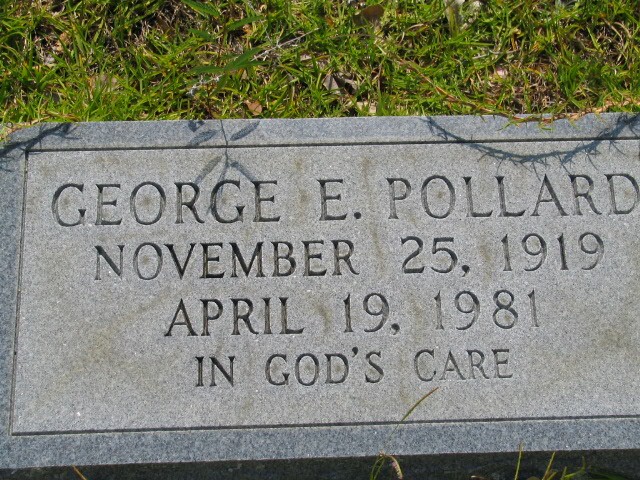 GEORGE E. POLLARD
NOVEMBER 25, 1919
APRIL 19, 1981
IN GOD'S CARE